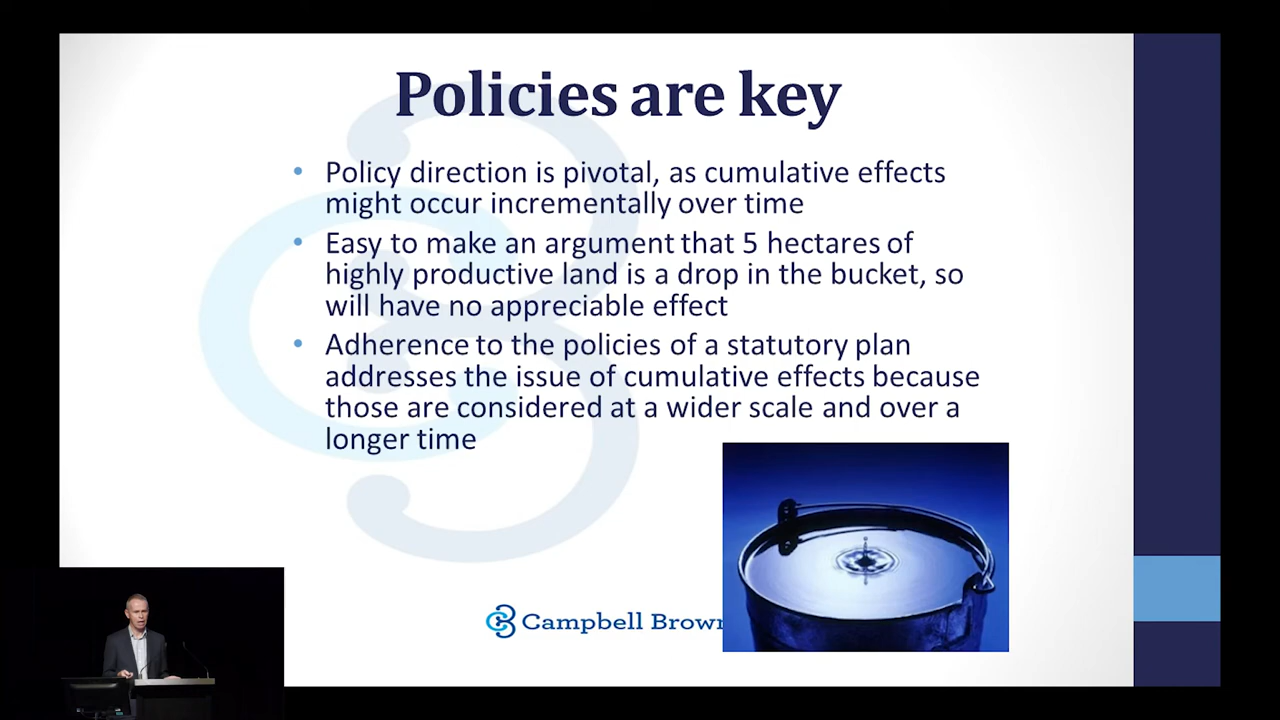 Policies are key
• Policy direction is pivotal, as cumulative effects
might occur incrementally over time
• Easy to make an argument that 5 hectares of
highly productive land is a drop in the bucket, so
will have no appreciable effect
• Adherence to the policies of a statutory plan
addresses the issue of cumulative effects because
those are considered at a wider scale and over a
longer time
Campbell Brown